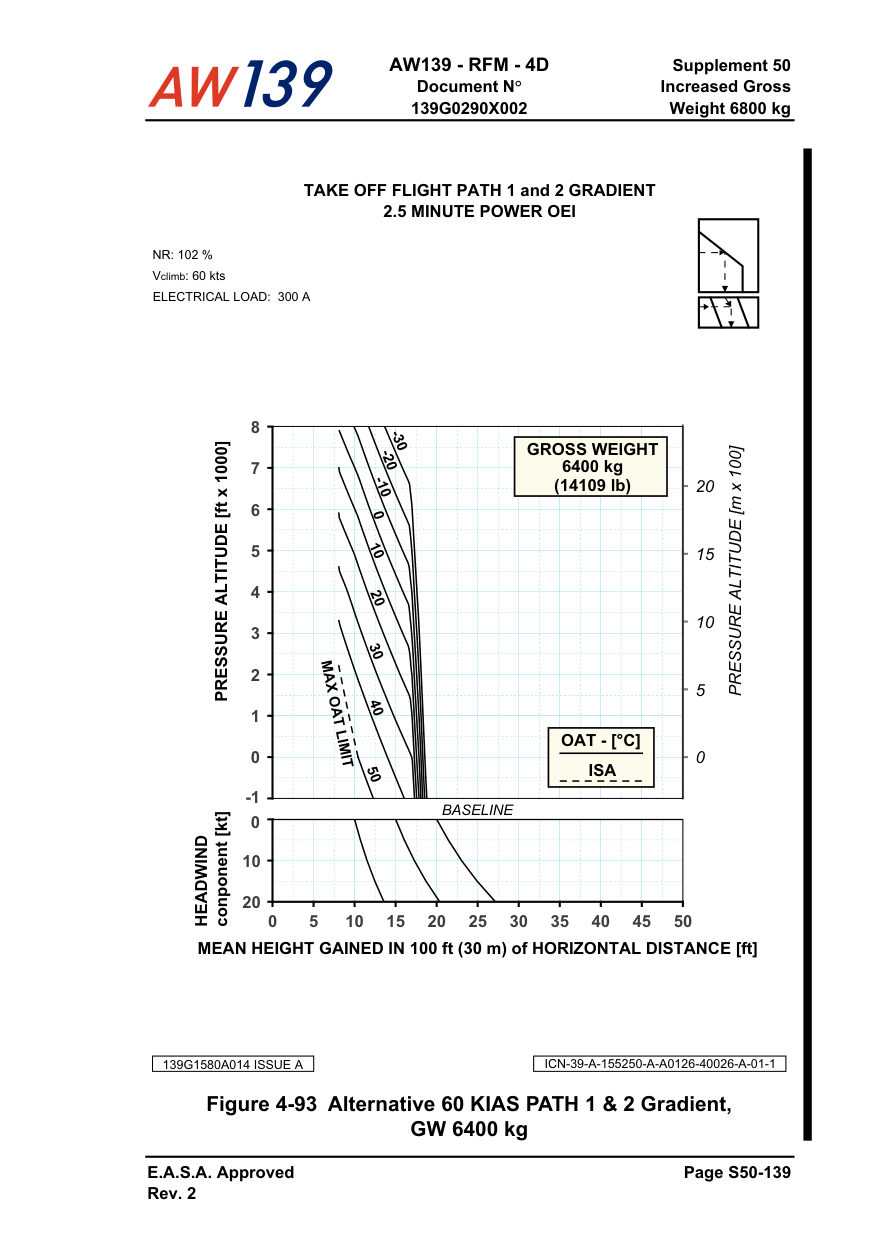 AW139
AW139 - RFM - 4D
Document N°
139G0290X002
Supplement 50
Increased Gross
Weight 6800 kg
TAKE OFF FLIGHT PATH 1 and 2 GRADIENT
2.5 MINUTE POWER OEI
NR: 102 %
Vclimb: 60 kts
ELECTRICAL LOAD: 300 A
PRESSURE ALTITUDE [ft x 1000]
8
7
6
5
4
3
2
1
0
-1
-30
-20
-10
0
10
20
30
40
50
MAX OAT LIMIT
GROSS WEIGHT
6400 kg
(14109 lb)
OAT - [°C]
ISA
20
15
10
5
0
PRESSURE ALTITUDE [m x 100]
BASELINE
HEADWIND
component [kt]
0
10
20
0 5 10 15 20 25 30 35 40 45 50
MEAN HEIGHT GAINED IN 100 ft (30 m) of HORIZONTAL DISTANCE [ft]
139G1580A014 ISSUE A
ICN-39-A-155250-A-A0126-40026-A-01-1
Figure 4-93 Alternative 60 KIAS PATH 1 & 2 Gradient,
GW 6400 kg
E.A.S.A. Approved
Rev. 2
Page S50-139